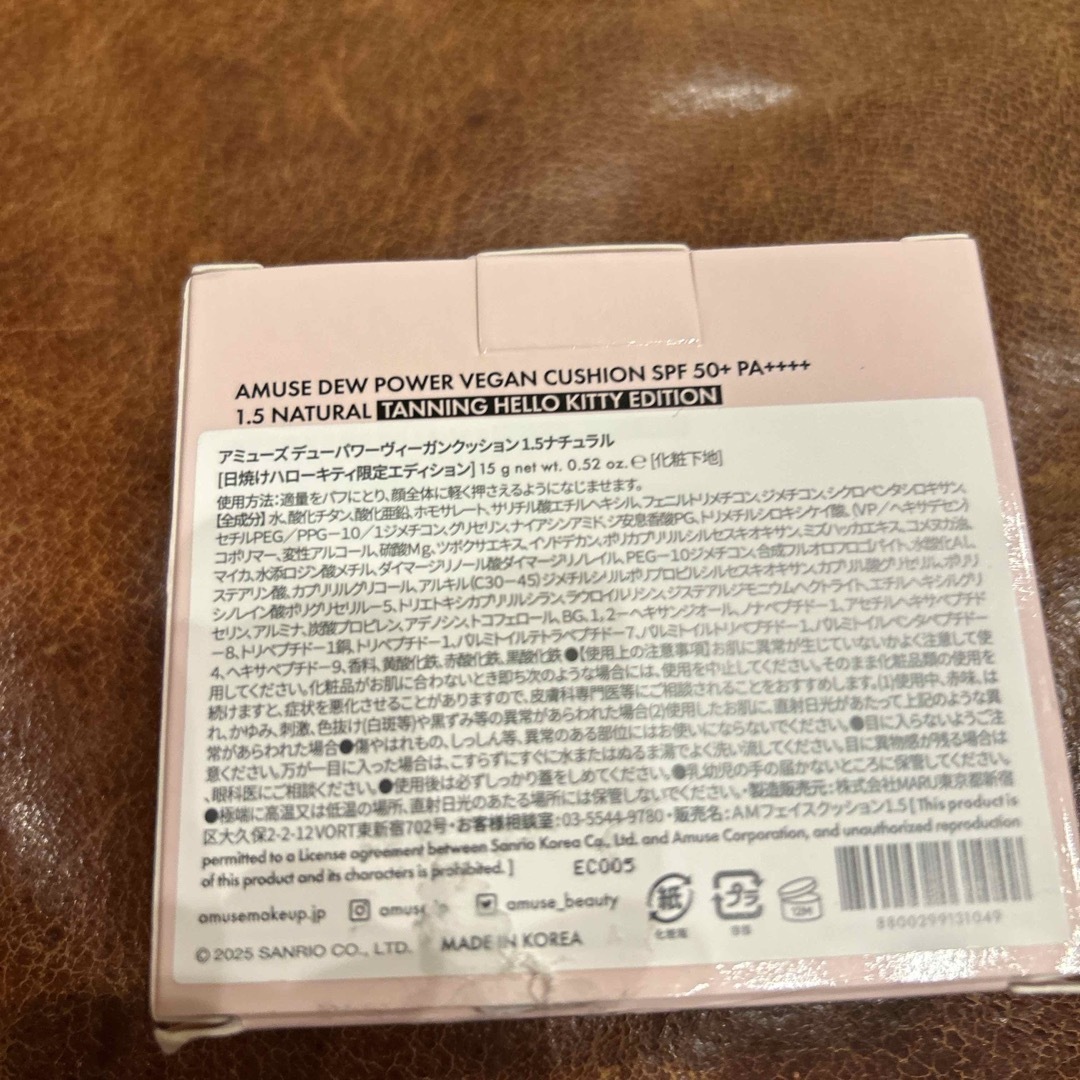 AMUSE DEW POWER VEGAN CUSHION SPF 50+ PA++++
1.5 NATURAL TANNING HELLO KITTY EDITION
アミューズ デューパワーヴィーガンクッション1.5ナチュラル
[日焼けハローキティ限定エディション] 15 g net wt. 0.52 oz. ℮ [化粧下地]
使用方法:適量をパフにとり、顔全体に軽く押さえるようになじませます。
【全成分】水、酸化チタン、酸化亜鉛、ホモサレート、サリチル酸エチルヘキシル、フェニルトリメチコン、ジメチコン、シクロペンタシロキサン、
セチルPEG/PPG-10/1ジメチコン、グリセリン、ナイアシンアミド、ジ安息香酸PG、トリメチルシロキシケイ酸、(VP/ヘキサデセン)
コポリマー、変性アルコール、硫酸Mg、ツボクサエキス、イソドデカン、ポリカプリリルシルセスキオキサン、ミズハッカエキス、コメヌカ油、
マイカ、水添ロジン酸メチル、ダイマージリノール酸ダイマージリノレイル、PEG-10ジメチコン、合成フルオロフロゴパイト、水酸化Al、
ステアリン酸、カプリリルグリコール、アルキル(C30-45)ジメチルシリルポリプロピルシルセスキオキサン、カプリル酸グリセリル、ポリリ
シノレイン酸ポリグリセリル-5、トリエトキシカプリリルシラン、ラウロイルリシン、ジステアルジモニウムヘクトライト、エチルヘキシルグリ
セリン、アルミナ、炭酸プロピレン、アデノシン、トコフェロール、BG、1,2-ヘキサンジオール、ノナペプチド-1、アセチルヘキサペプチド
-8、トリペプチド-1銅、トリペプチド-1、パルミトイルテトラペプチド-7、パルミトイルトリペプチド-1、パルミトイルペンタペプチド-
4、ヘキサペプチド-9、香料、黄酸化鉄、赤酸化鉄、黒酸化鉄 ●【使用上の注意事項】お肌に異常が生じていないかよく注意して使
用してください。化粧品がお肌に合わないとき即ち次のような場合には、使用を中止してください。そのまま化粧品類の使用を
続けますと、症状を悪化させることがありますので、皮膚科専門医等にご相談されることをおすすめします。(1)使用中、赤味、は
れ、かゆみ、刺激、色抜け(白斑等)や黒ずみ等の異常があらわれた場合(2)使用したお肌に、直射日光があたって上記のような異
常があらわれた場合●傷やはれもの、しっしん等、異常のある部位にはお使いにならないでください。●目に入らないようご注
意ください。万が一目に入った場合は、こすらずにすぐに水またはぬるま湯でよく洗い流してください。目に異物感が残る場合は
、眼科医にご相談ください。●使用後は必ずしっかり蓋をしめてください。●乳幼児の手の届かないところに保管してください。
●極端に高温又は低温の場所、直射日光のあたる場所には保管しないでください。・製造販売元:株式会社MARU東京都新宿
区大久保2-2-12VORT東新宿702号・お客様相談室:03-5544-9780・販売名:AMフェイスクッション1.5 [This product is
permitted to a License agreement between Sanrio Korea Co., Ltd. and Amuse Corporation, and unauthorized reproduction
of this product and its characters is prohibited.] EC005
amusemakeup.jp amuse amuse_beauty
紙 プラ 12M
8800299131049
© 2025 SANRIO CO., LTD. MADE IN KOREA